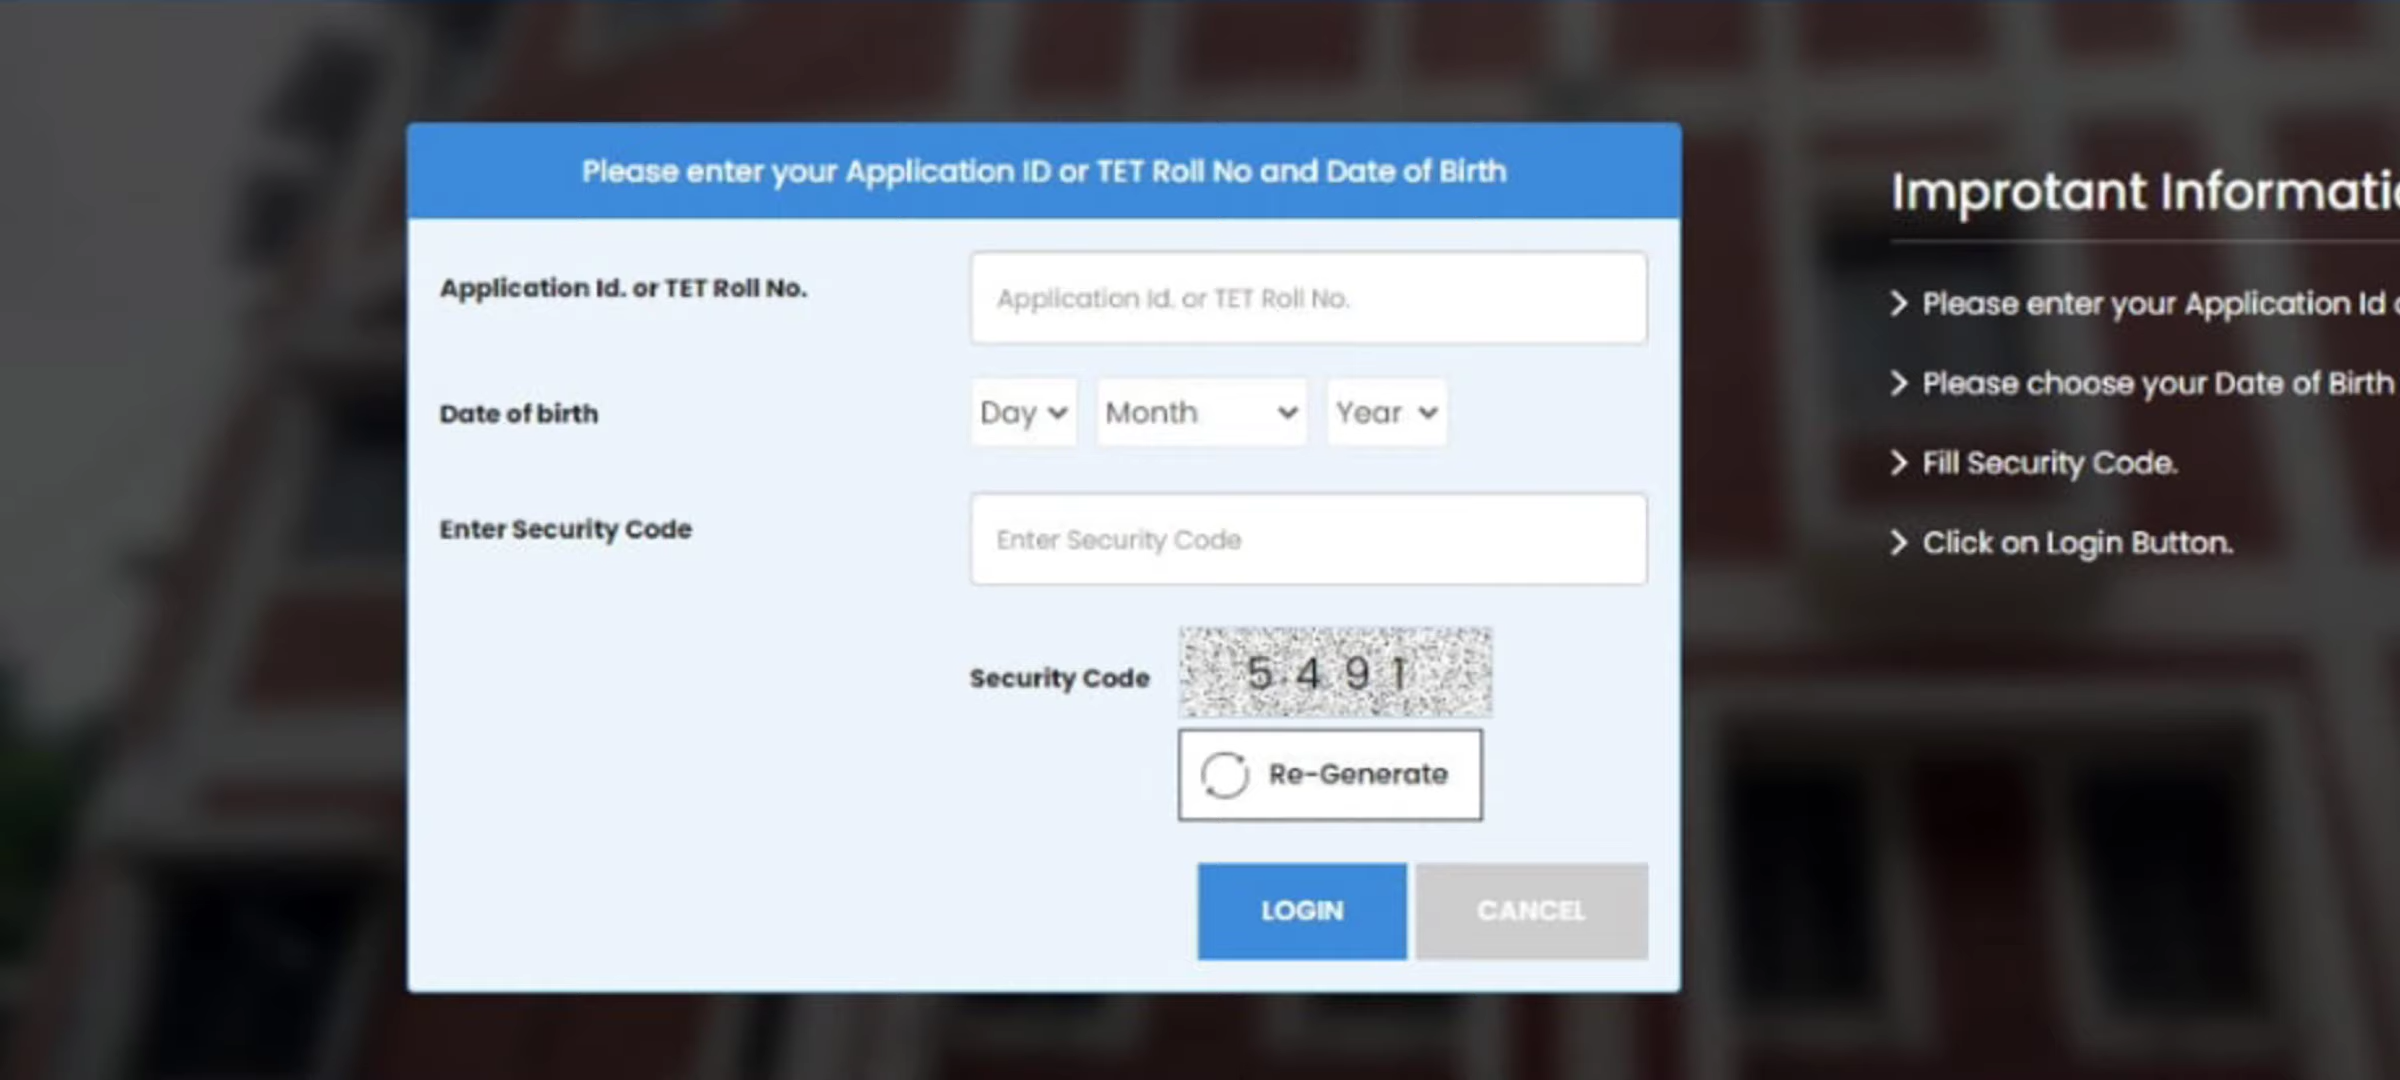 Please enter your Application ID or TET Roll No and Date of Birth
Application Id. or TET Roll No.
Application Id. or TET Roll No.
Date of birth
Day
Month
Year
Enter Security Code
Enter Security Code
Security Code
5 4 9 1
Re-Generate
LOGIN
CANCEL
Improtant
Please enter your Application Id
Please choose your Date of Birth
Fill Security Code.
Click on Login Button.